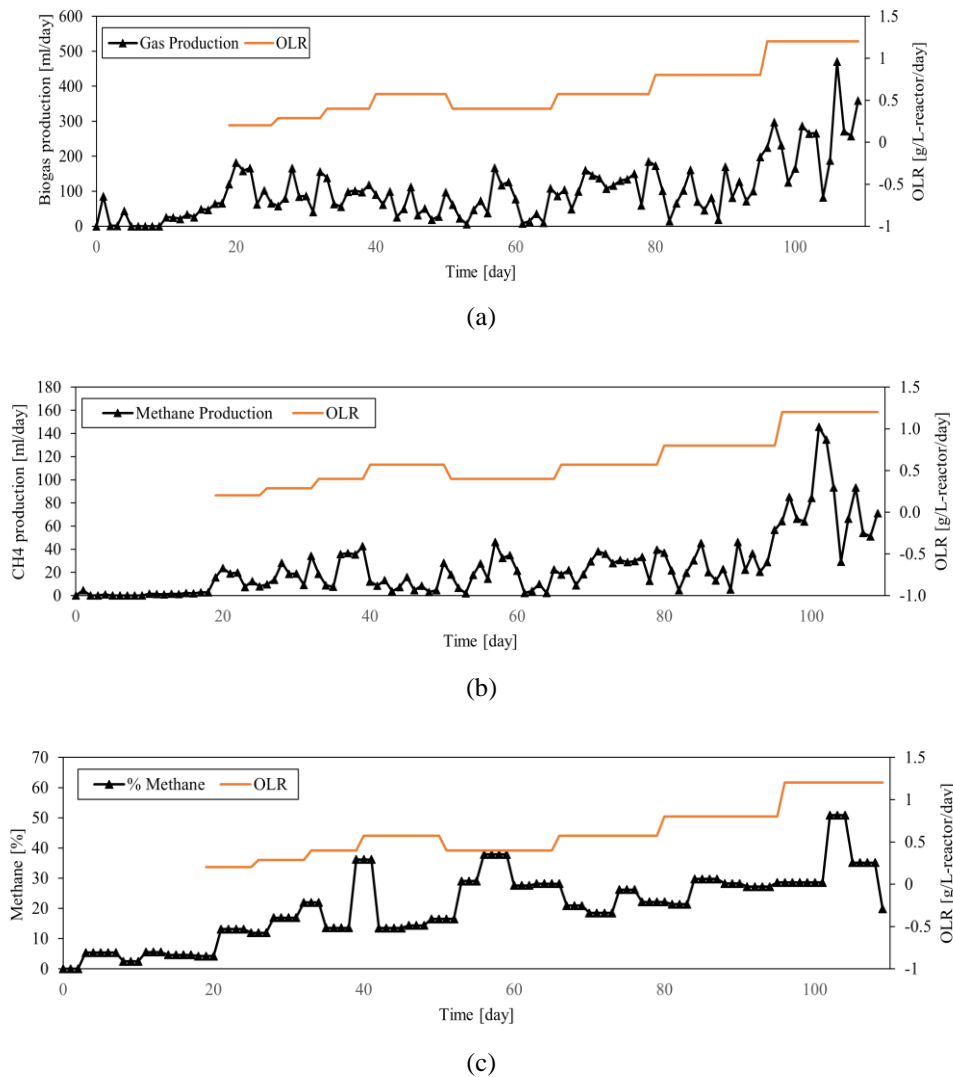 Gas Production OLR
Biogas production [ml/day]
600
500
400
300
200
100
0
0 20 40 60 80 100
Time [day]
1.5
1
0.5
0
-0.5
-1
OLR [g/L-reactor/day]
(a)
Methane Production OLR
CH4 production [ml/day]
180
160
140
120
100
80
60
40
20
0
0 20 40 60 80 100
Time [day]
1.5
1.0
0.5
0.0
-0.5
-1.0
OLR [g/L-reactor/day]
(b)
% Methane OLR
Methane [%]
70
60
50
40
30
20
10
0
0 20 40 60 80 100
Time [day]
1.5
1
0.5
0
-0.5
-1
OLR [g/L-reactor/day]
(c)